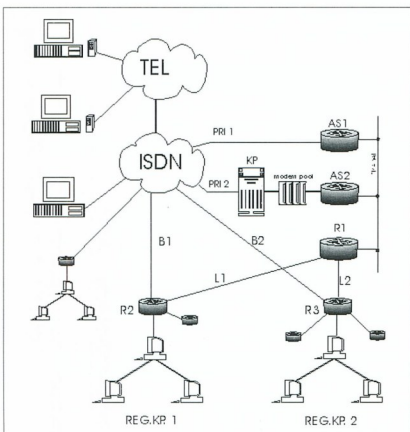 TEL
AS1
PRI 1
ISDN
KP
modem pool
PRI 2
AS2
R1
B1
B2
L1
L2
R2
R3
REG.KP. 1
REG.KP. 2